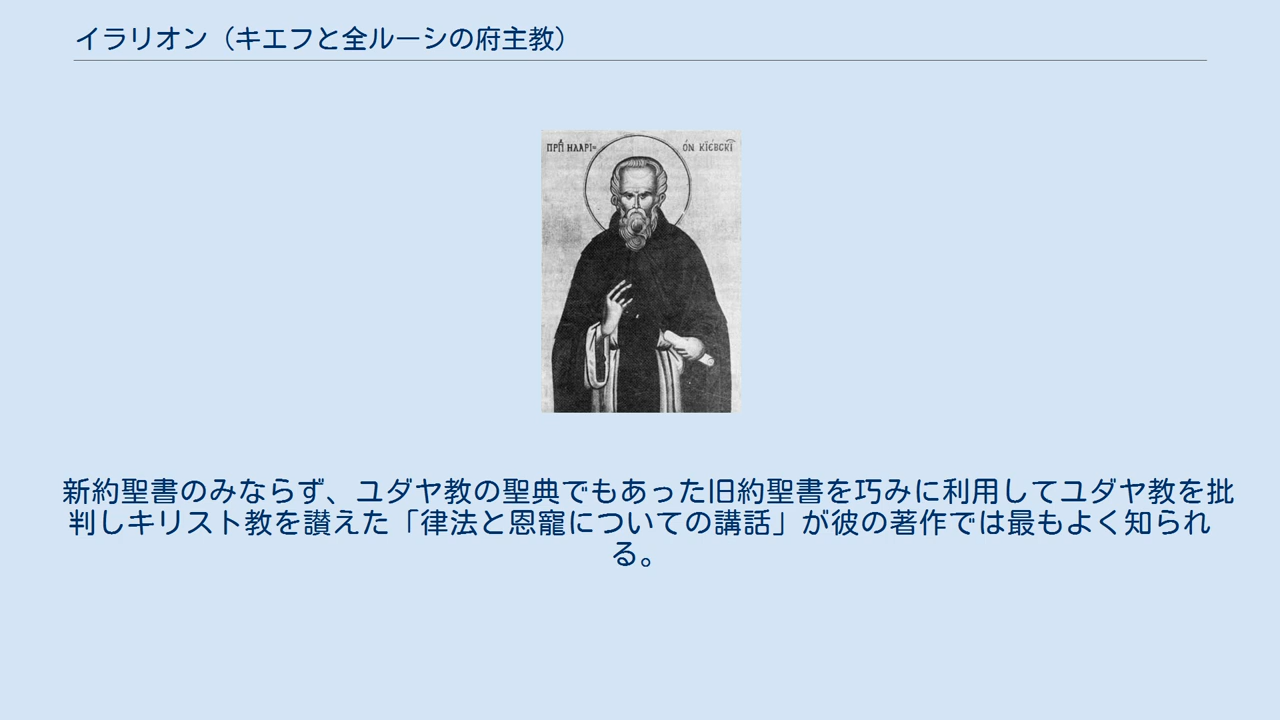 イラリオン（キエフと全ルーシの府主教）
ПРП ИЛАРІ
ОН КІЄВСКІ
新約聖書のみならず、ユダヤ教の聖典でもあった旧約聖書を巧みに利用してユダヤ教を批
判しキリスト教を讃えた「律法と恩寵についての講話」が彼の著作では最もよく知られ
る。